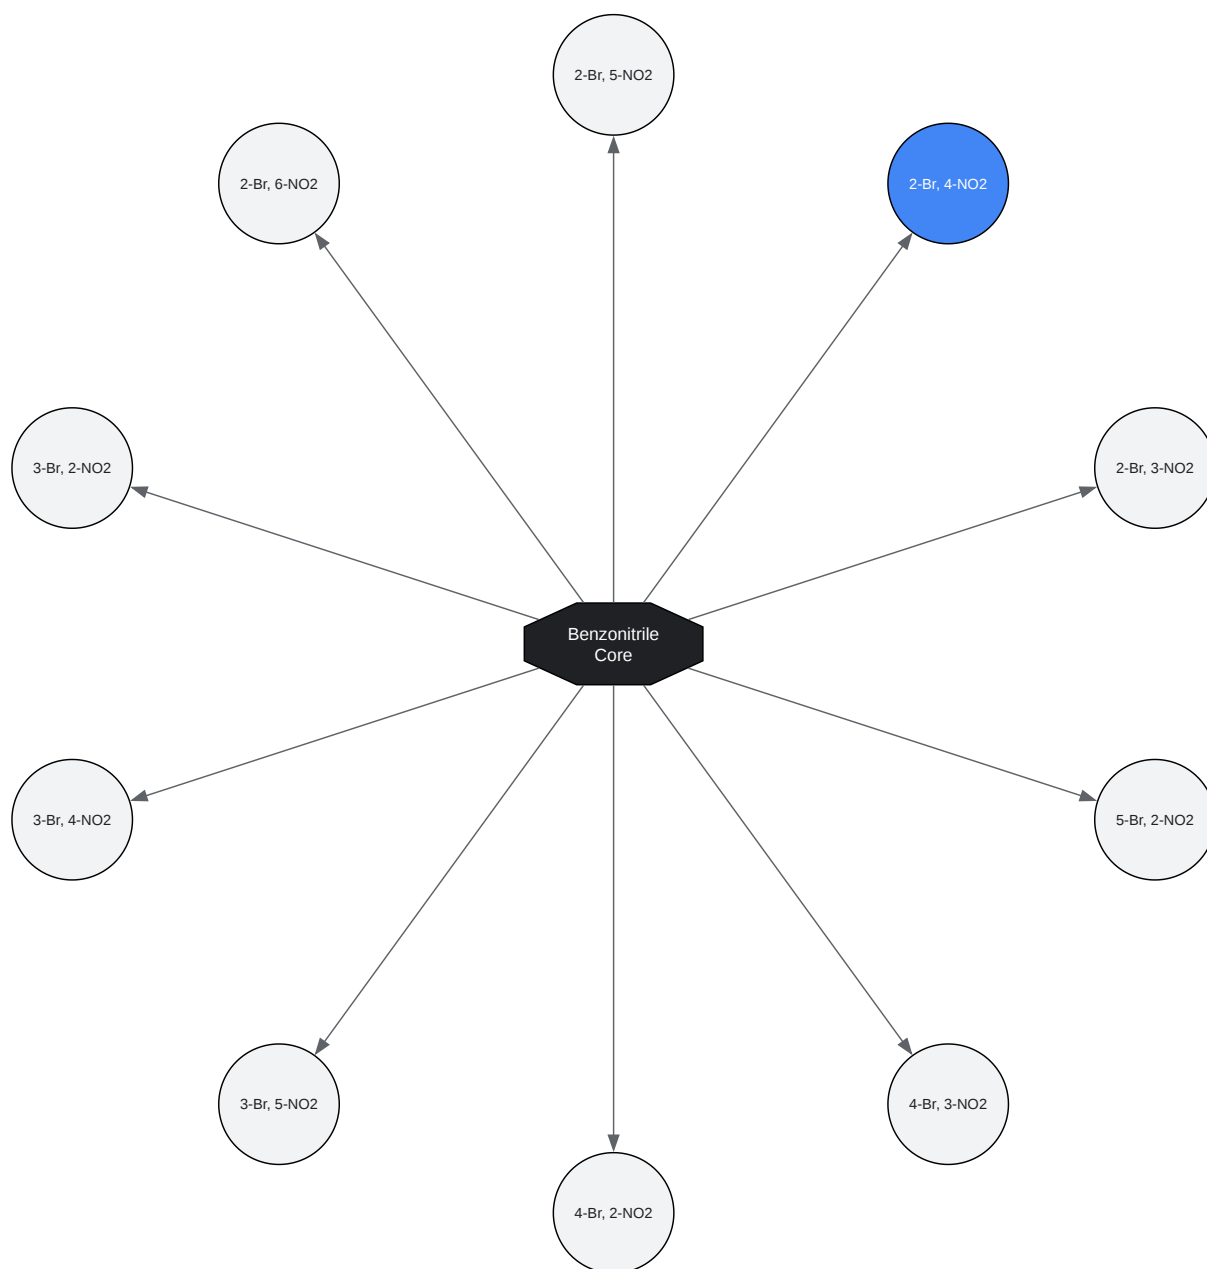 2-Br, 5-NO2
2-Br, 6-NO2
2-Br, 4-NO2
3-Br, 2-NO2
2-Br, 3-NO2
Benzonitrile
Core
3-Br, 4-NO2
5-Br, 2-NO2
3-Br, 5-NO2
4-Br, 3-NO2
4-Br, 2-NO2